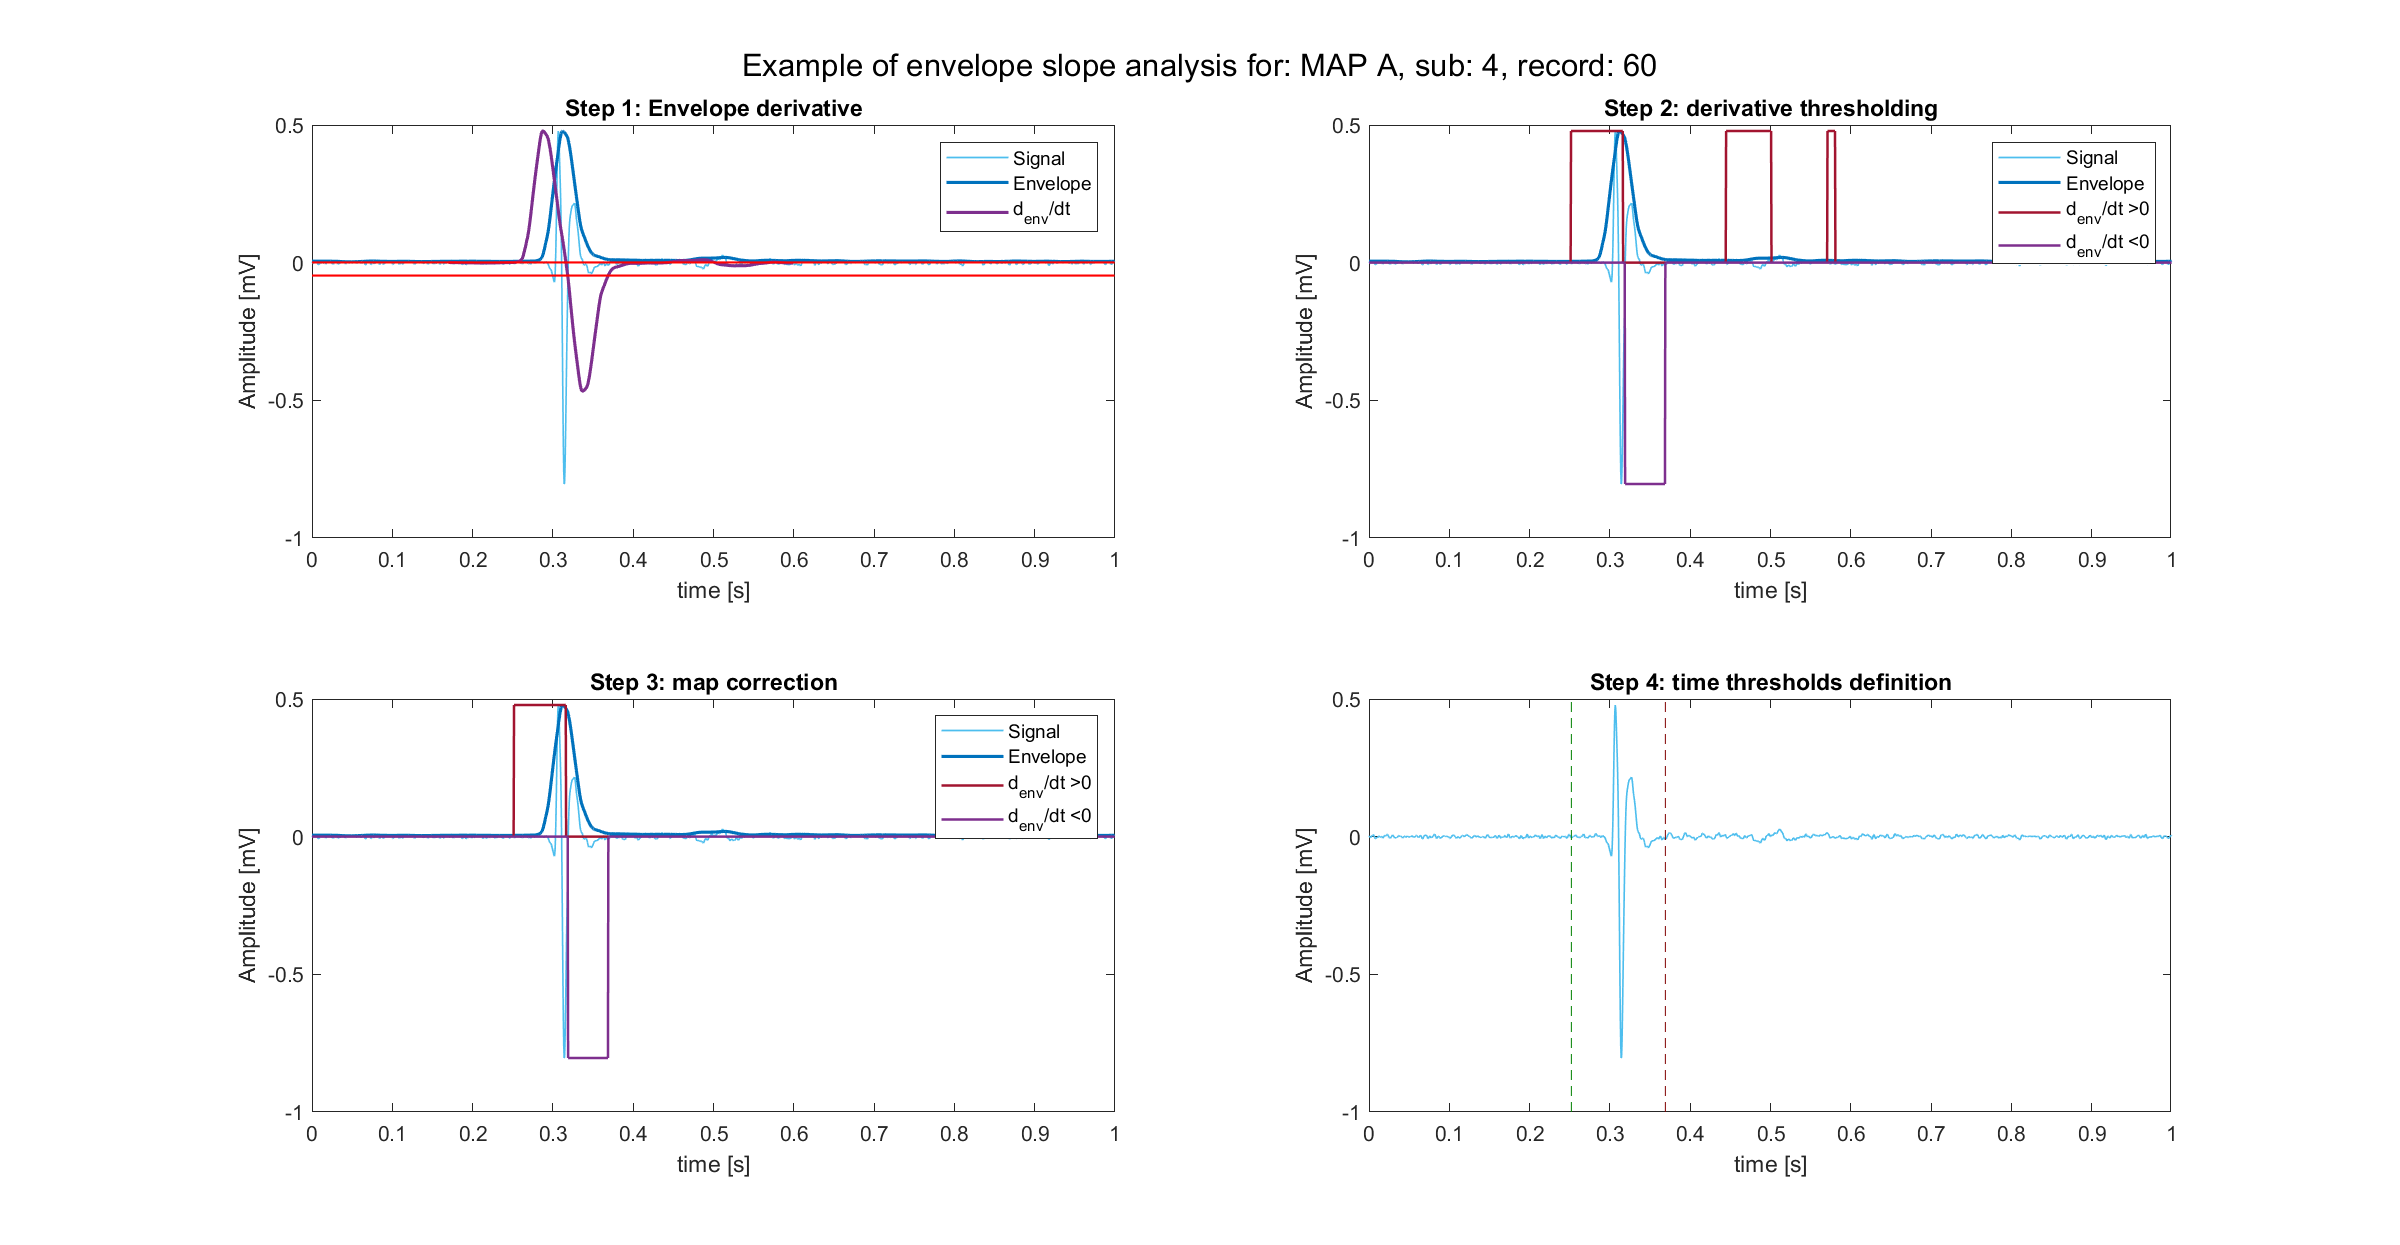 Example of envelope slope analysis for: MAP A, sub: 4, record: 60
Step 1: Envelope derivative
0.5
0
-0.5
-1
Amplitude [mV]
Signal
Envelope
d_env/dt
0 0.1 0.2 0.3 0.4 0.5 0.6 0.7 0.8 0.9 1
time [s]
Step 2: derivative thresholding
0.5
0
-0.5
-1
Amplitude [mV]
Signal
Envelope
d_env/dt >0
d_env/dt <0
0 0.1 0.2 0.3 0.4 0.5 0.6 0.7 0.8 0.9 1
time [s]
Step 3: map correction
0.5
0
-0.5
-1
Amplitude [mV]
Signal
Envelope
d_env/dt >0
d_env/dt <0
0 0.1 0.2 0.3 0.4 0.5 0.6 0.7 0.8 0.9 1
time [s]
Step 4: time thresholds definition
0.5
0
-0.5
-1
Amplitude [mV]
0 0.1 0.2 0.3 0.4 0.5 0.6 0.7 0.8 0.9 1
time [s]